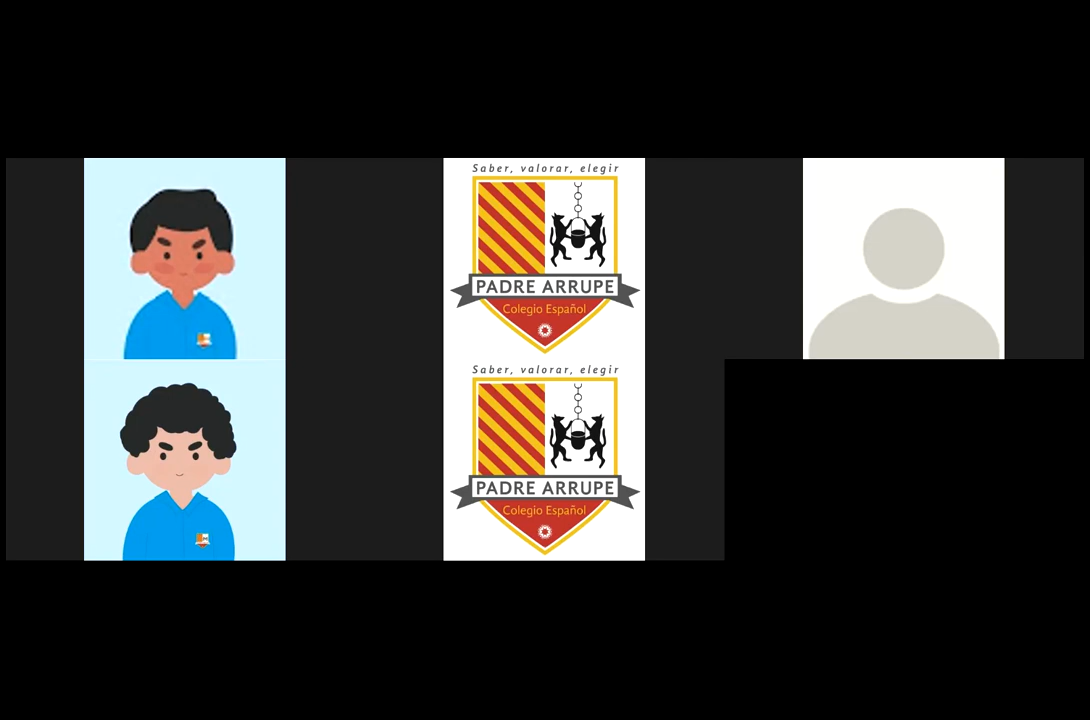 Saber, valorar, elegir
PADRE ARRUPE
Colegio Español
Saber, valorar, elegir
PADRE ARRUPE
Colegio Español